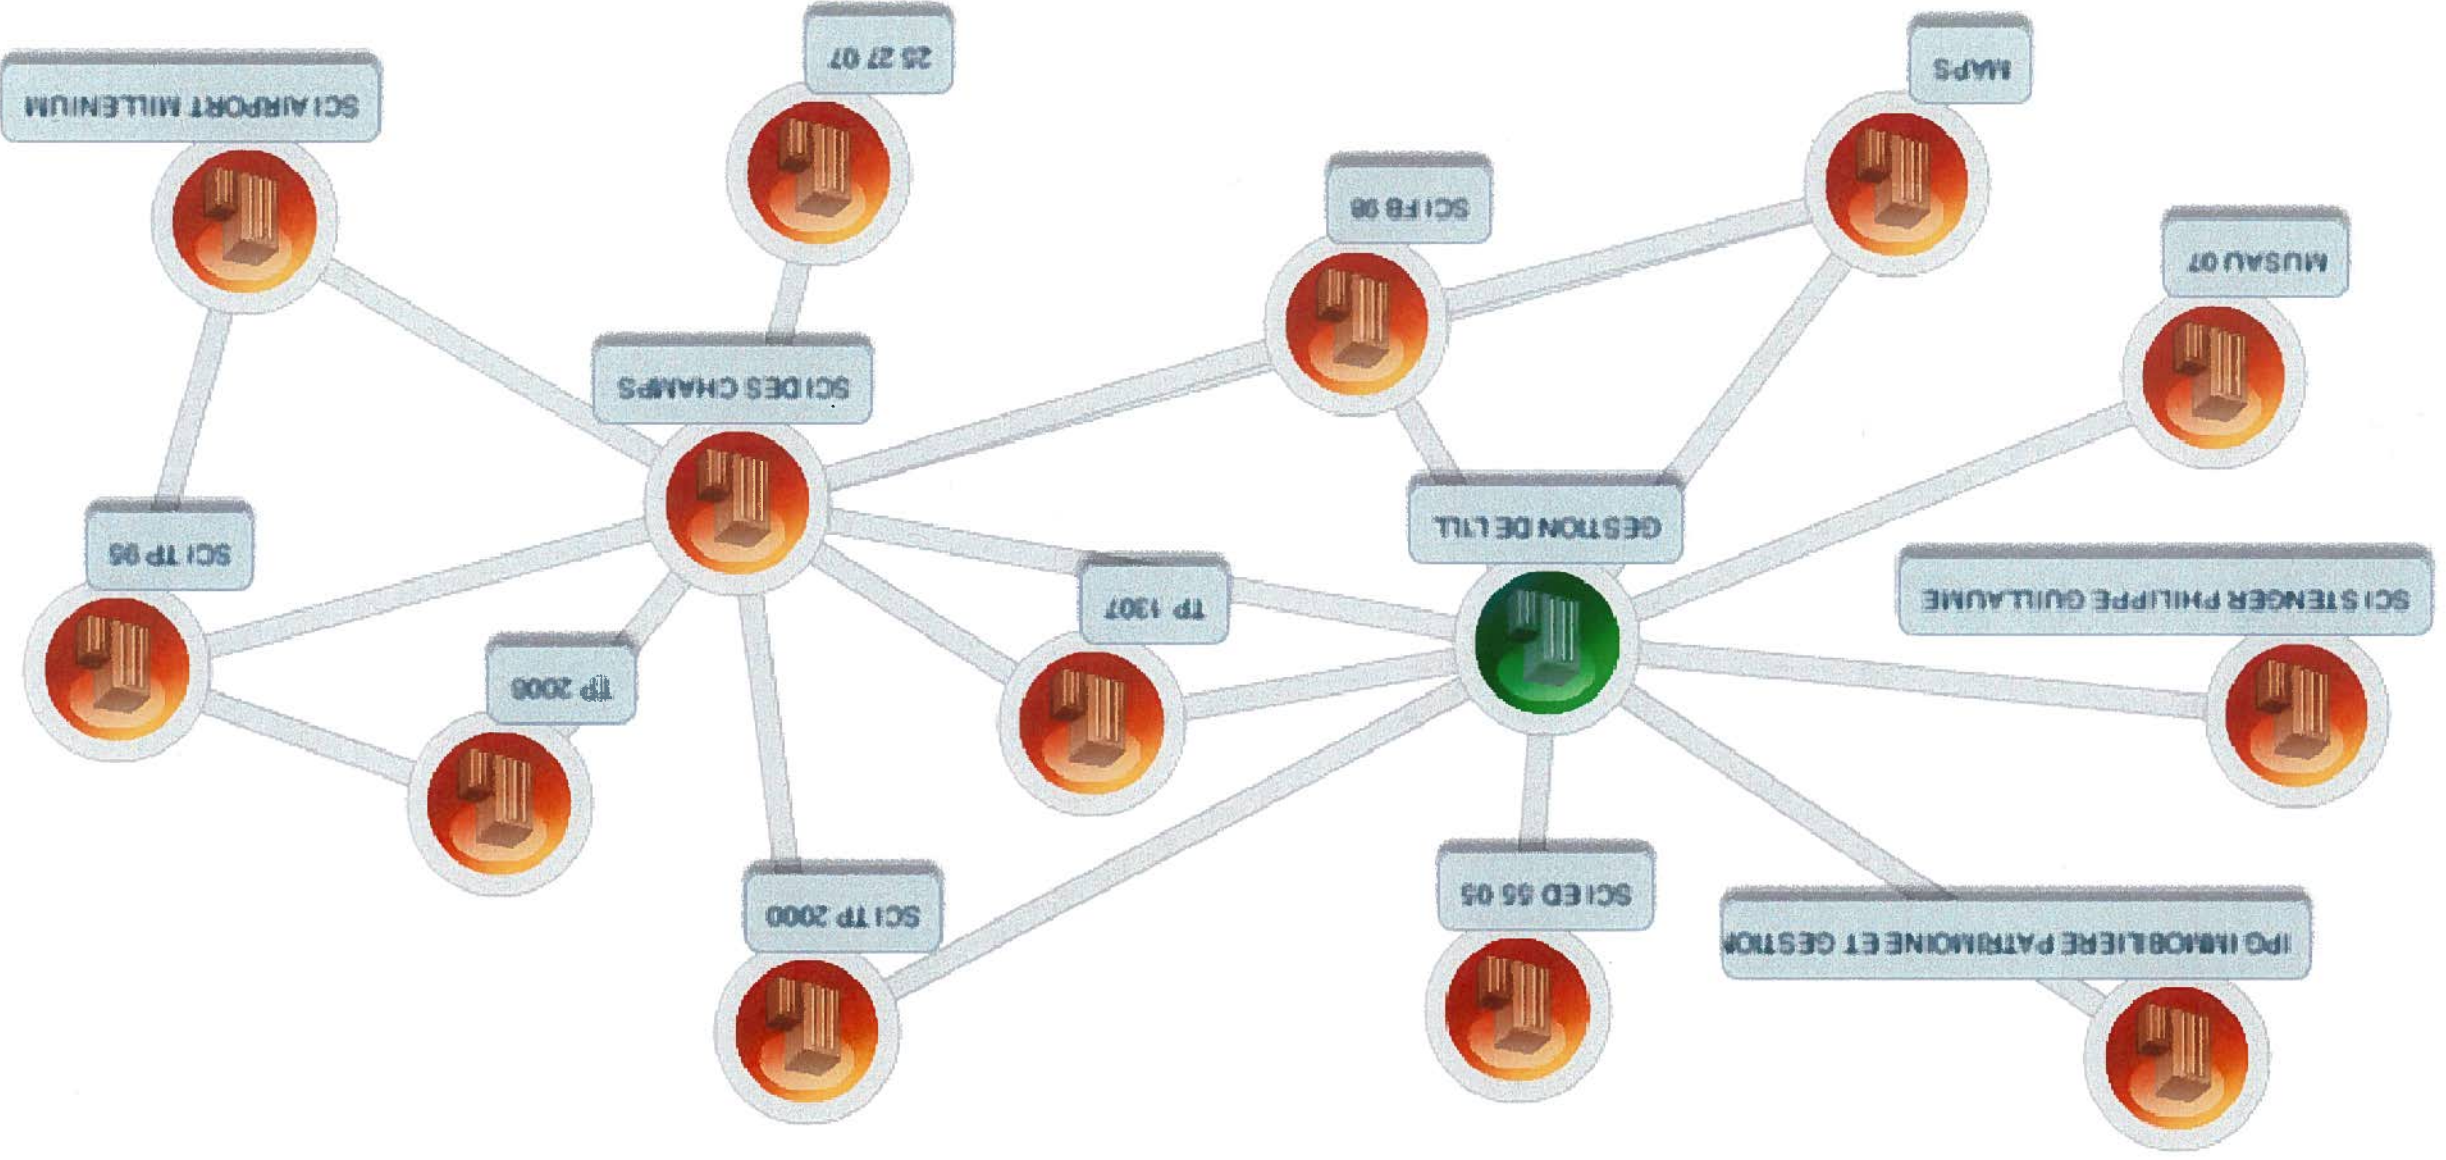 IPG IMMOBILIERE PATRIMOINE ET GESTION
SCI ED 55 05
SCI TP 2000
TP 2006
SCI STENGER PHILIPPE GUILLAUME
TP 1307
SCI TP 95
GESTION DE L'ILL
SCI DES CHAMPS
MUSAU 07
SCI FB 98
SCI AIRPORT MILLENIUM
MAPS
25 27 07